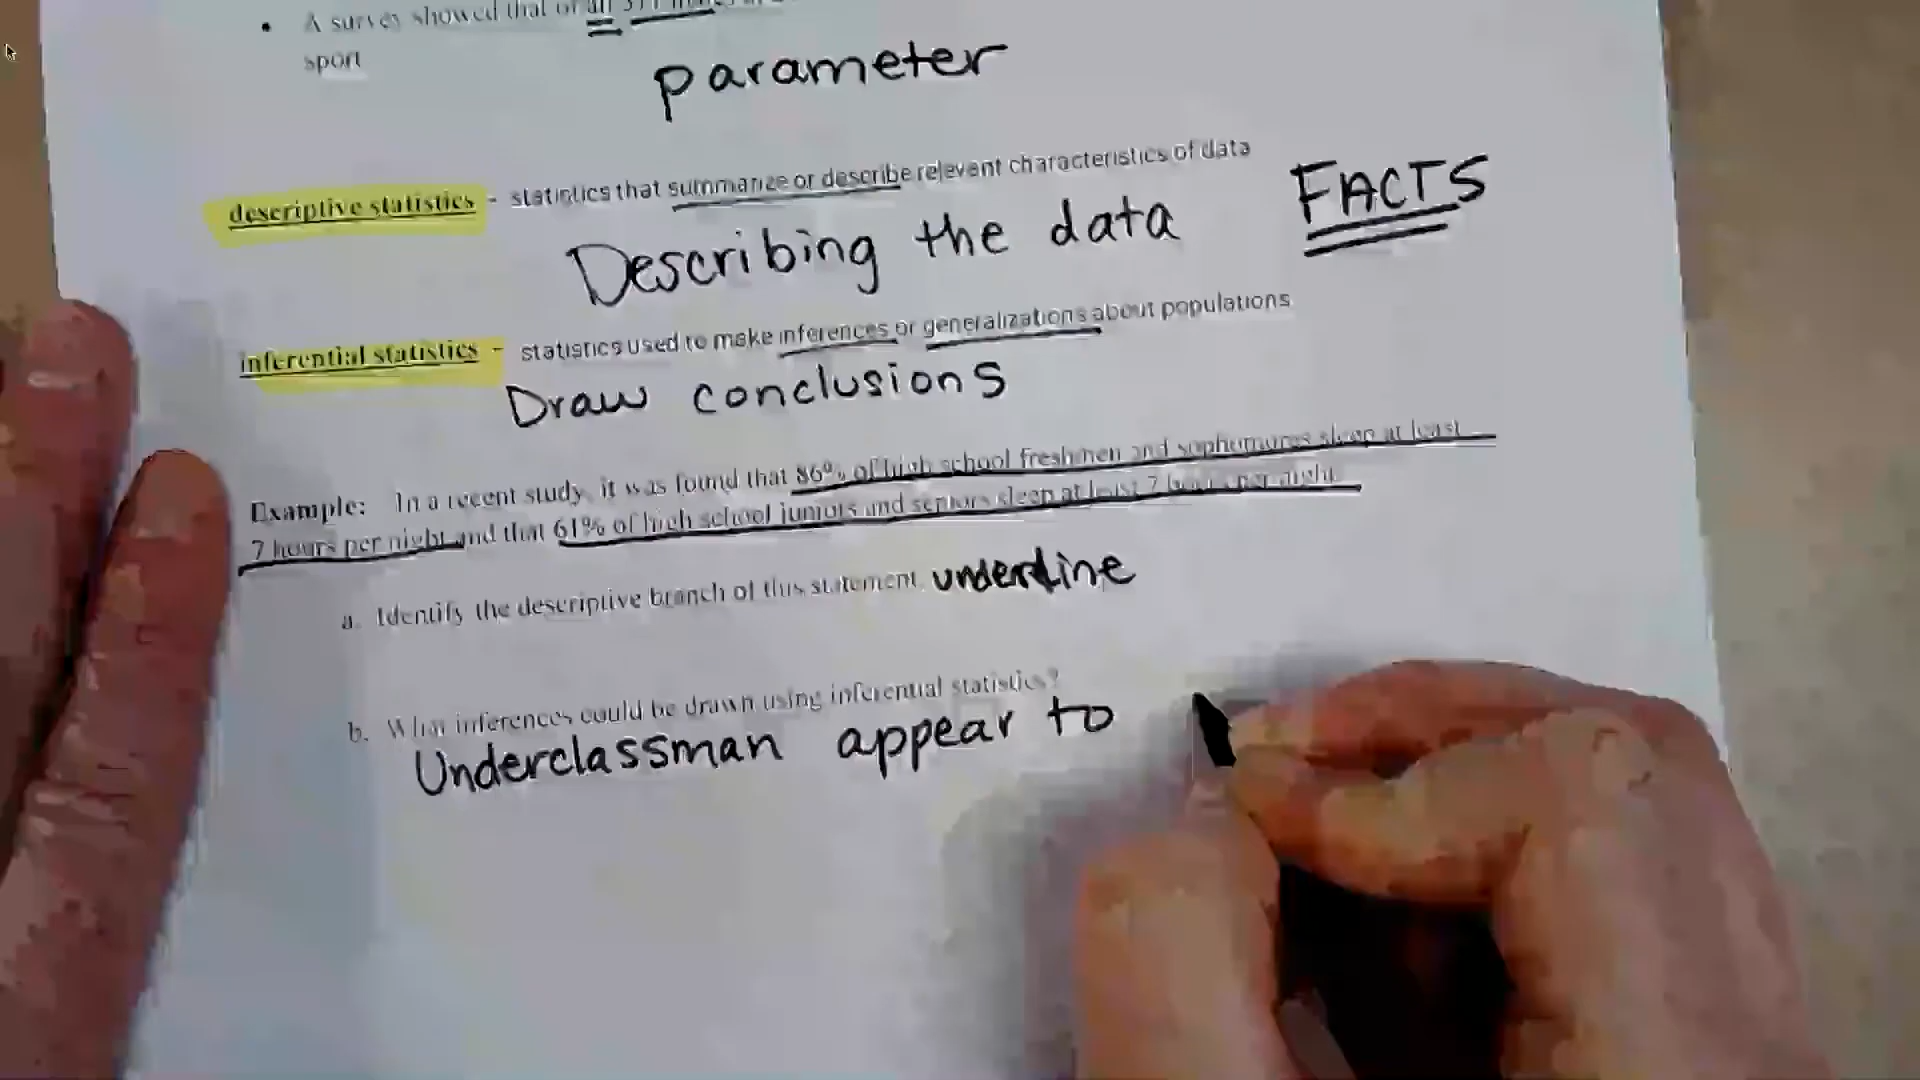 A survey showed that of all
sport
parameter
descriptive statistics - statistics that summarize or describe relevant characteristics of data
Describing the data
FACTS
inferential statistics - statistics used to make inferences or generalizations about populations
Draw conclusions
Example: In a recent study, it was found that 86% of high school freshmen and sophomores sleep at least
7 hours per night and that 61% of high school juniors and seniors sleep at least 7 hours per night.
a. Identify the descriptive branch of this statement. underline
b. What inferences could be drawn using inferential statistics?
Underclassman appear to